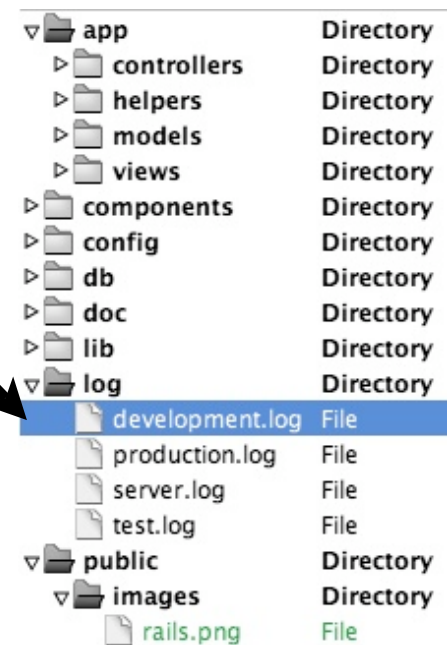 app Directory
controllers Directory
helpers Directory
models Directory
views Directory
components Directory
config Directory
db Directory
doc Directory
lib Directory
log Directory
development.log File
production.log File
server.log File
test.log File
public Directory
images Directory
rails.png File